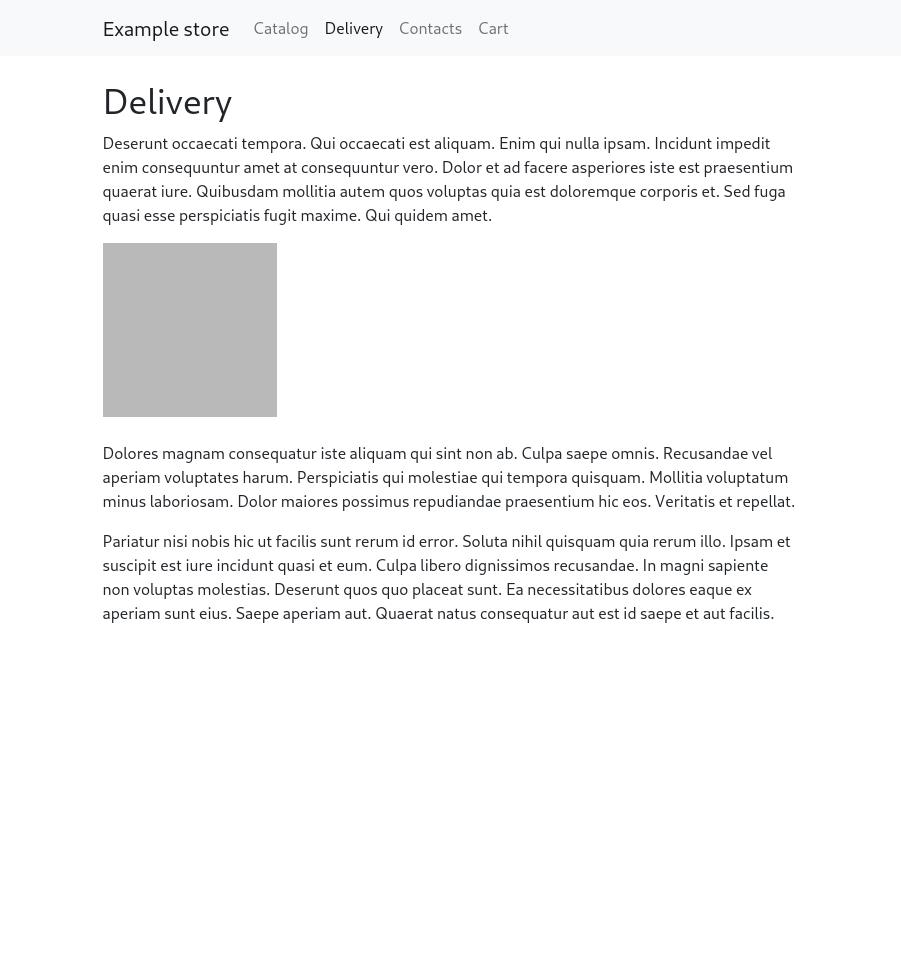 Example store Catalog Delivery Contacts Cart
Delivery
Deserunt occaecati tempora. Qui occaecati est aliquam. Enim qui nulla ipsam. Incidunt impedit
enim consequuntur amet at consequuntur vero. Dolor et ad facere asperiores iste est praesentium
quaerat iure. Quibusdam mollitia autem quos voluptas quia est doloremque corporis et. Sed fuga
quasi esse perspiciatis fugit maxime. Qui quidem amet.
Dolores magnam consequatur iste aliquam qui sint non ab. Culpa saepe omnis. Recusandae vel
aperiam voluptates harum. Perspiciatis qui molestiae qui tempora quisquam. Mollitia voluptatum
minus laboriosam. Dolor maiores possimus repudiandae praesentium hic eos. Veritatis et repellat.
Pariatur nisi nobis hic ut facilis sunt rerum id error. Soluta nihil quisquam quia rerum illo. Ipsam et
suscipit est iure incidunt quasi et eum. Culpa libero dignissimos recusandae. In magni sapiente
non voluptas molestias. Deserunt quos quo placeat sunt. Ea necessitatibus dolores eaque ex
aperiam sunt eius. Saepe aperiam aut. Quaerat natus consequatur aut est id saepe et aut facilis.